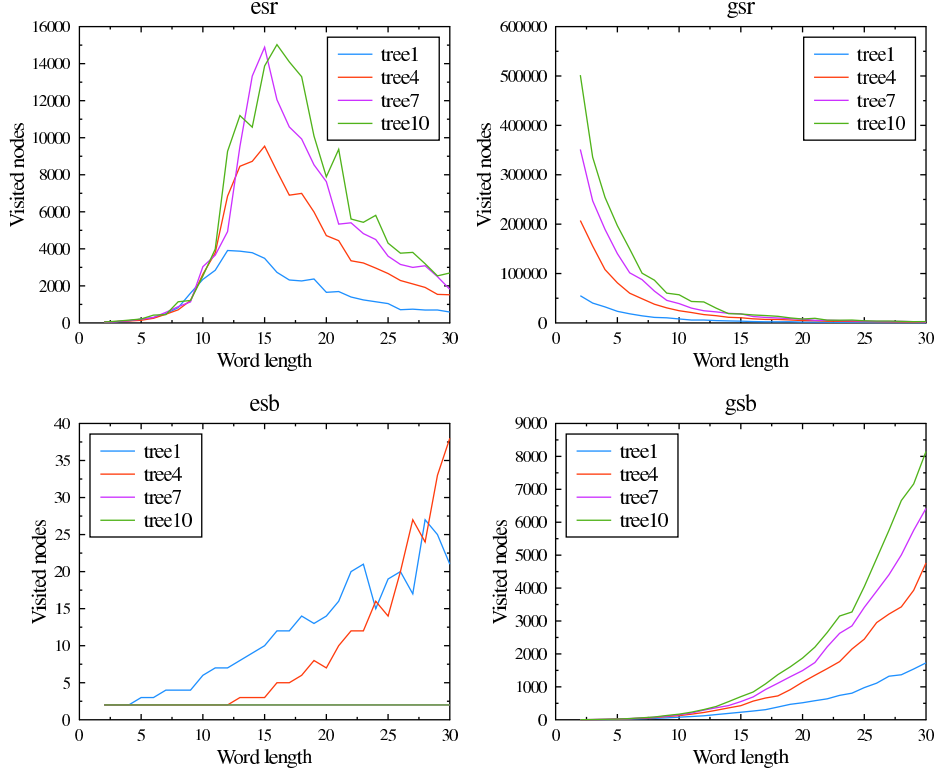 esr
16000
14000
12000
10000
8000
6000
4000
2000
0
Visited nodes
tree1
tree4
tree7
tree10
0 5 10 15 20 25 30
Word length
gsr
600000
500000
400000
300000
200000
100000
0
Visited nodes
tree1
tree4
tree7
tree10
0 5 10 15 20 25 30
Word length
esb
40
35
30
25
20
15
10
5
0
Visited nodes
tree1
tree4
tree7
tree10
0 5 10 15 20 25 30
Word length
gsb
9000
8000
7000
6000
5000
4000
3000
2000
1000
0
Visited nodes
tree1
tree4
tree7
tree10
0 5 10 15 20 25 30
Word length